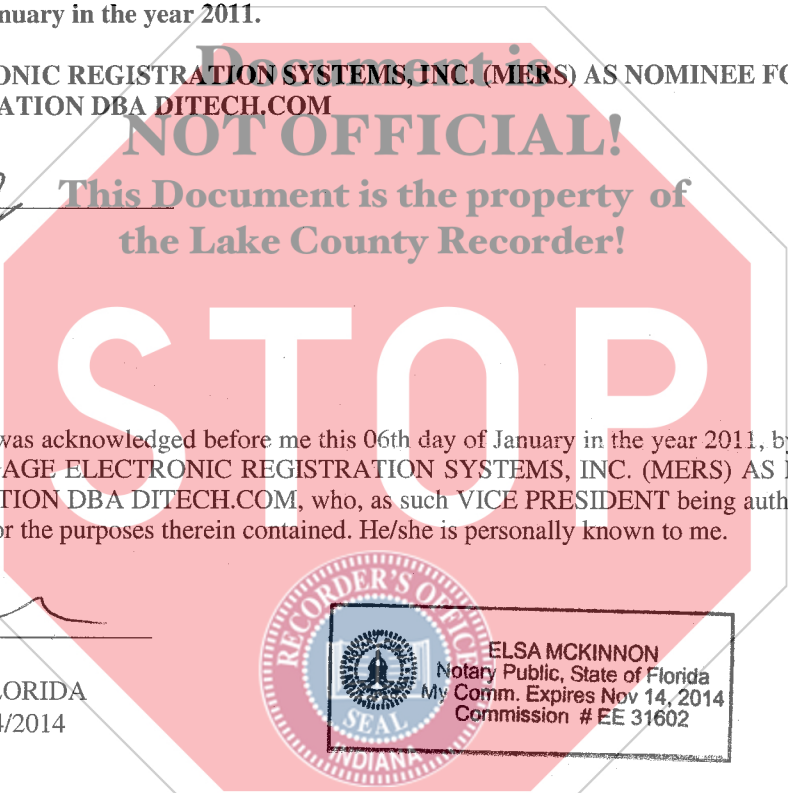 nuary in the year 2011.
Document is
ONIC REGISTRATION SYSTEMS, INC. (MERS) AS NOMINEE FO
ATION DBA DITECH.COM
NOT OFFICIAL!
This Document is the property of
the Lake County Recorder!
STOP
was acknowledged before me this 06th day of January in the year 2011, by
AGE ELECTRONIC REGISTRATION SYSTEMS, INC. (MERS) AS
TION DBA DITECH.COM, who, as such VICE PRESIDENT being auth
or the purposes therein contained. He/she is personally known to me.
RECORDER'S OFFICE
SEAL
INDIANA
ELSA MCKINNON
Notary Public, State of Florida
My Comm. Expires Nov 14, 2014
Commission # EE 31602
LORIDA
4/2014